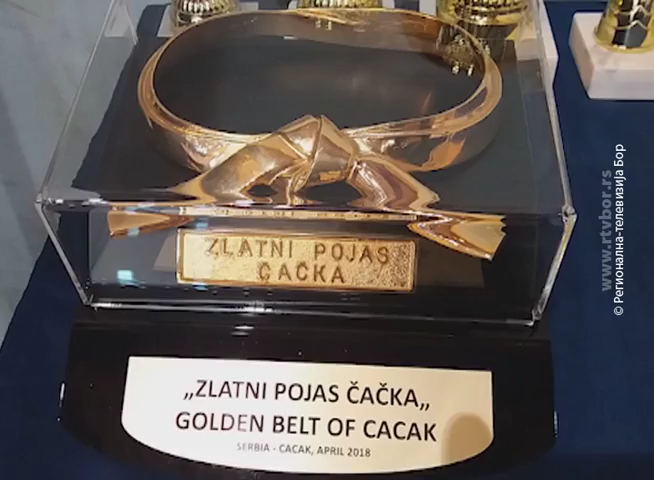 ZLATNI POJAS
ČAČKA
„ZLATNI POJAS ČAČKA„
GOLDEN BELT OF CACAK
SERBIA - CACAK, APRIL 2018
www.rtvbor.rs
© Регионална-телевизија Бор